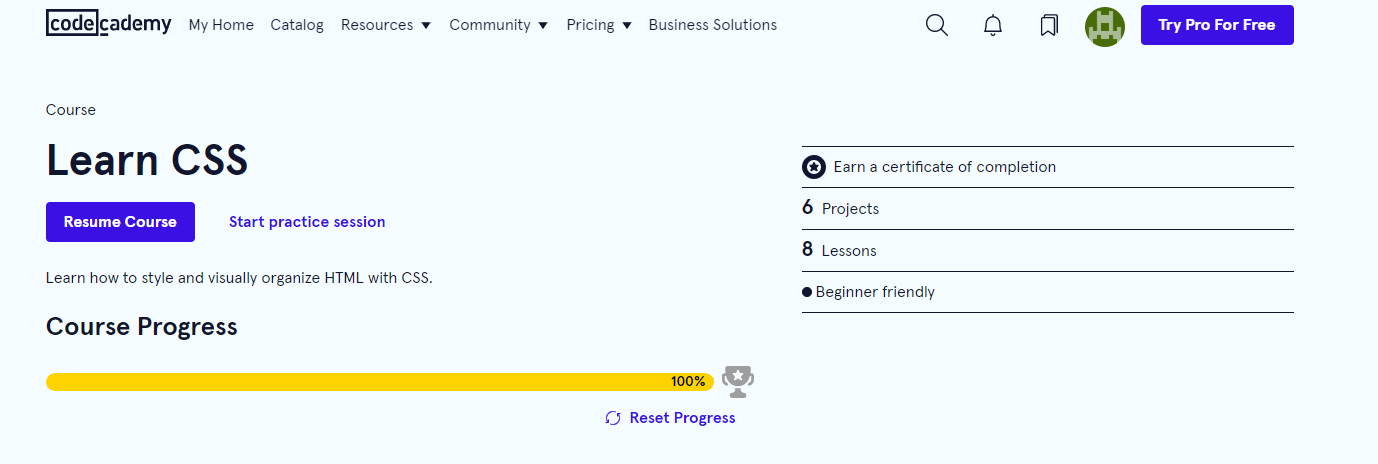 codecademy My Home Catalog Resources Community Pricing Business Solutions Try Pro For Free
Course
Learn CSS
Resume Course Start practice session
Learn how to style and visually organize HTML with CSS.
Course Progress
100%
Reset Progress
Earn a certificate of completion
6 Projects
8 Lessons
Beginner friendly